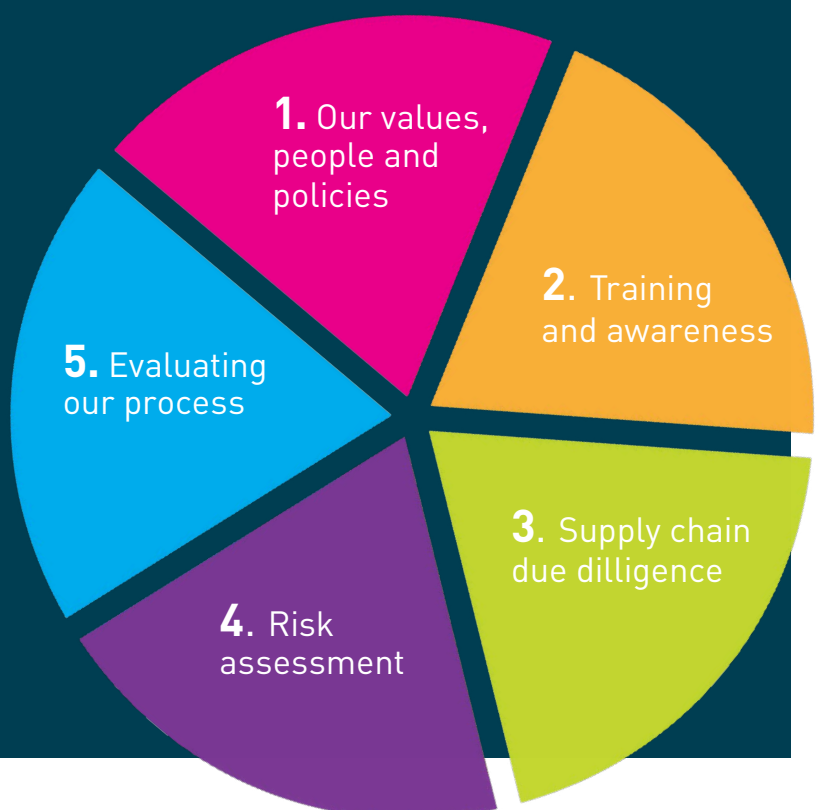 1. Our values,
people and
policies
2. Training
and awareness
3. Supply chain
due dilligence
4. Risk
assessment
5. Evaluating
our process